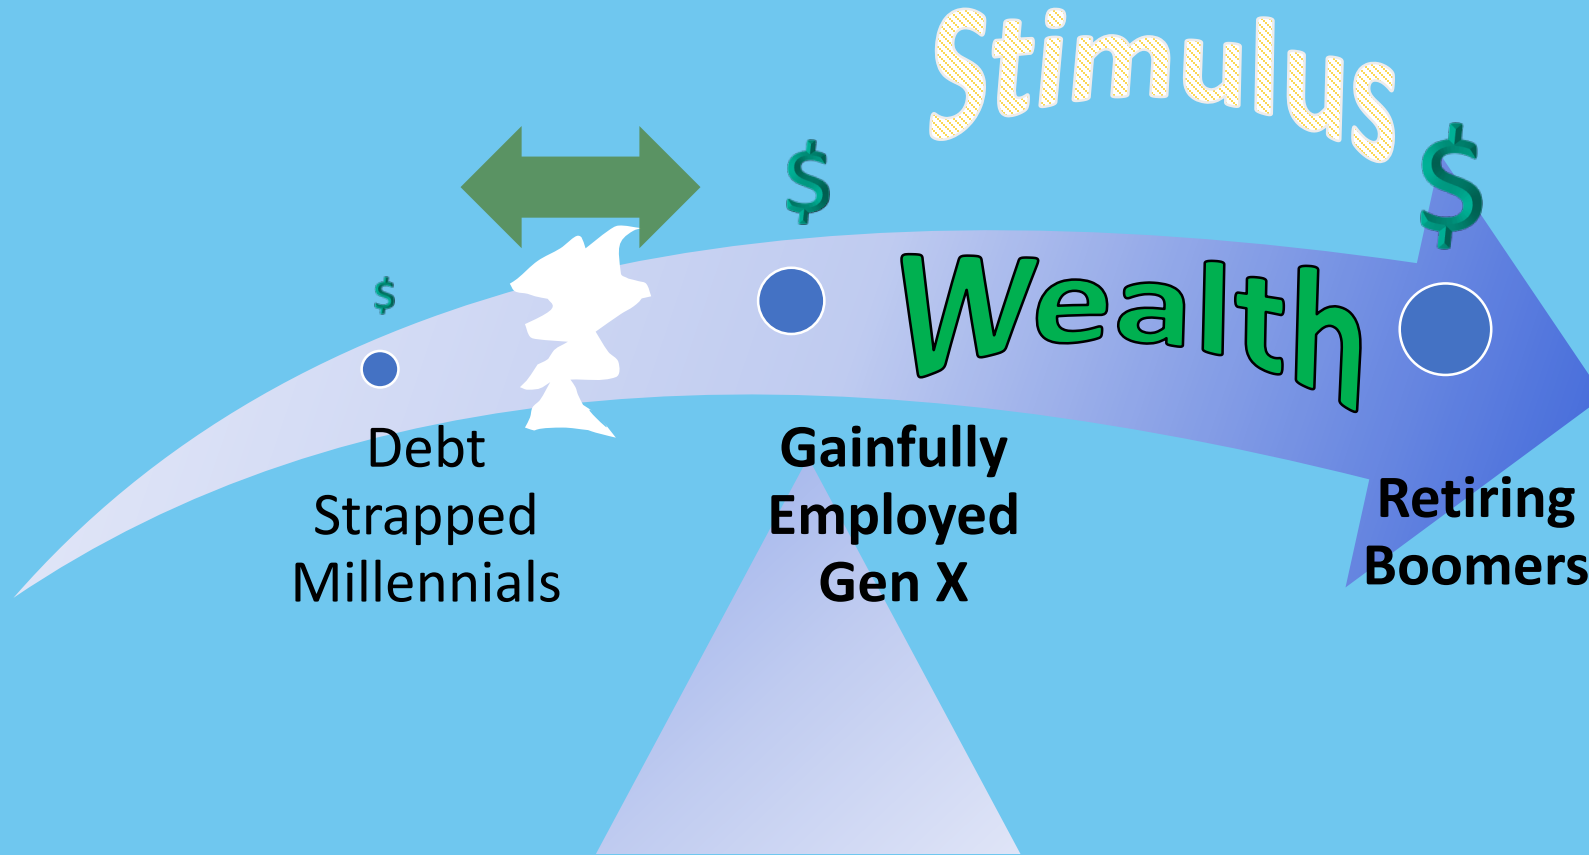 Stimulus
$
$
$
Wealth
Debt
Strapped
Millennials
Gainfully
Employed
Gen X
Retiring
Boomers